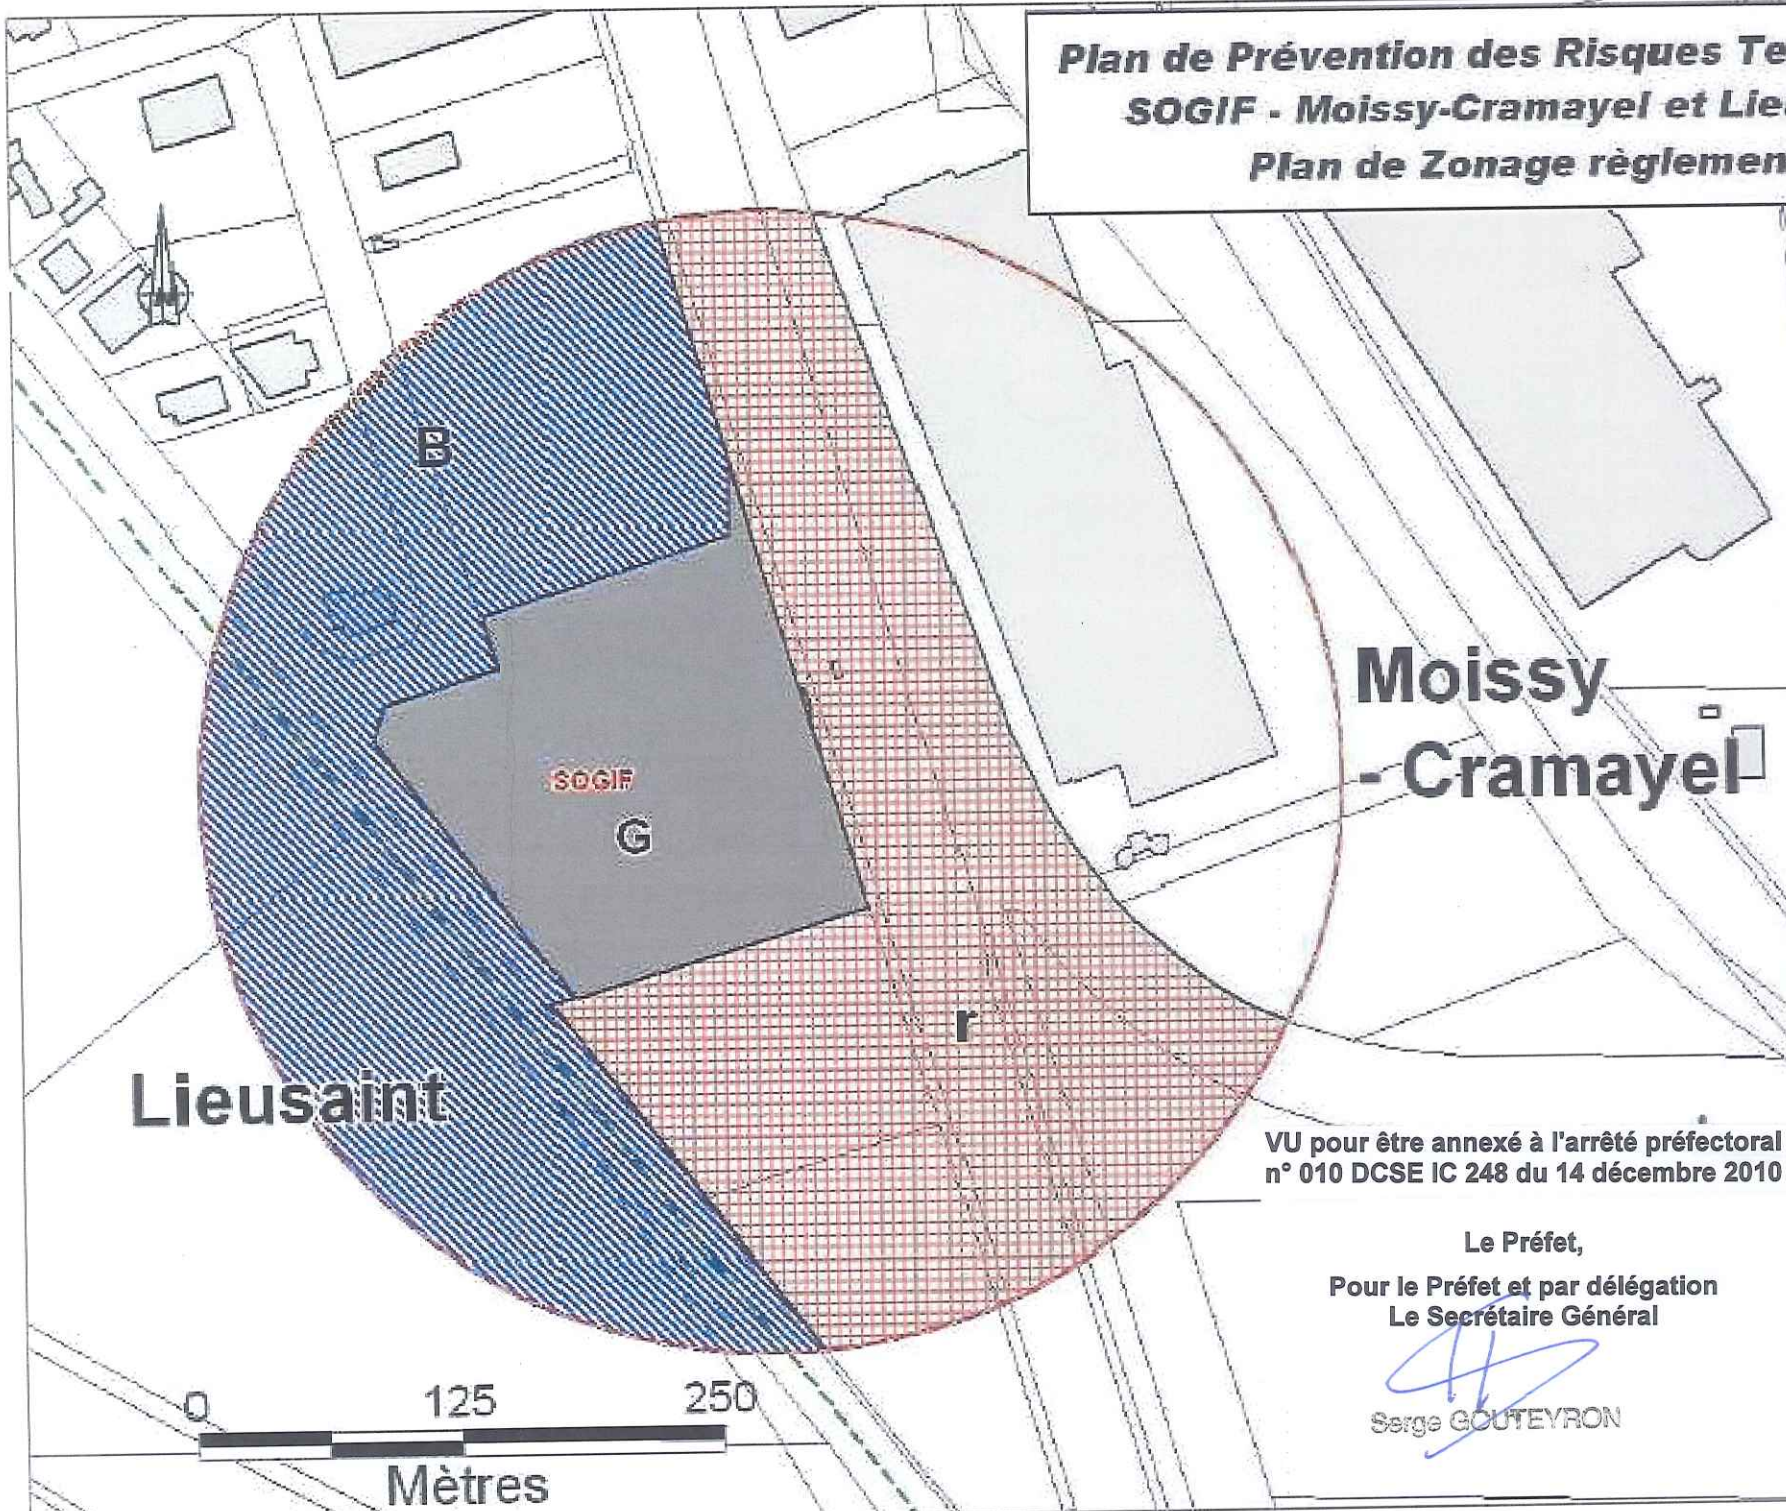 Plan de Prévention des Risques Te
SOGIF - Moissy-Cramayel et Lieu
Plan de Zonage règlemen
B
Moissy
- Cramayel
SOGIF
G
r
Lieusaint
VU pour être annexé à l'arrêté préfectoral
n° 010 DCSE IC 248 du 14 décembre 2010
Le Préfet,
Pour le Préfet et par délégation
Le Secrétaire Général
Serge GOUTEYRON
0 125 250
Mètres